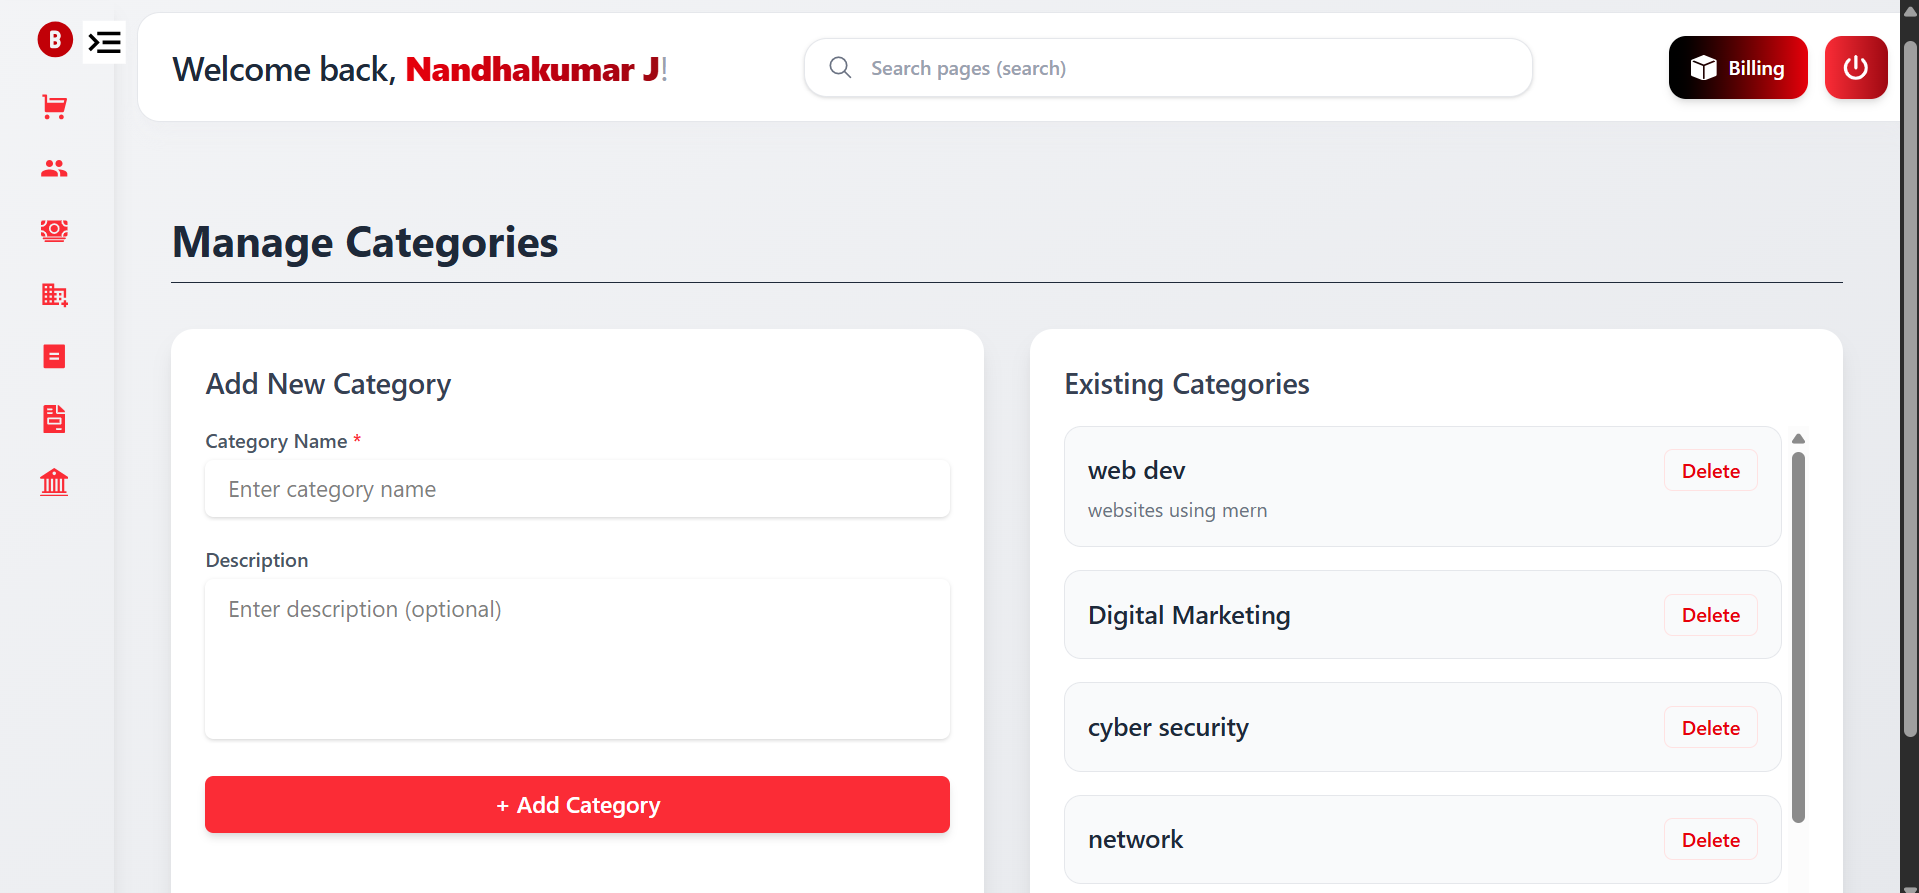 B
Welcome back, Nandhakumar J!
Search pages (search)
Billing
Manage Categories
Add New Category
Category Name *
Enter category name
Description
Enter description (optional)
+ Add Category
Existing Categories
web dev
Delete
websites using mern
Digital Marketing
Delete
cyber security
Delete
network
Delete